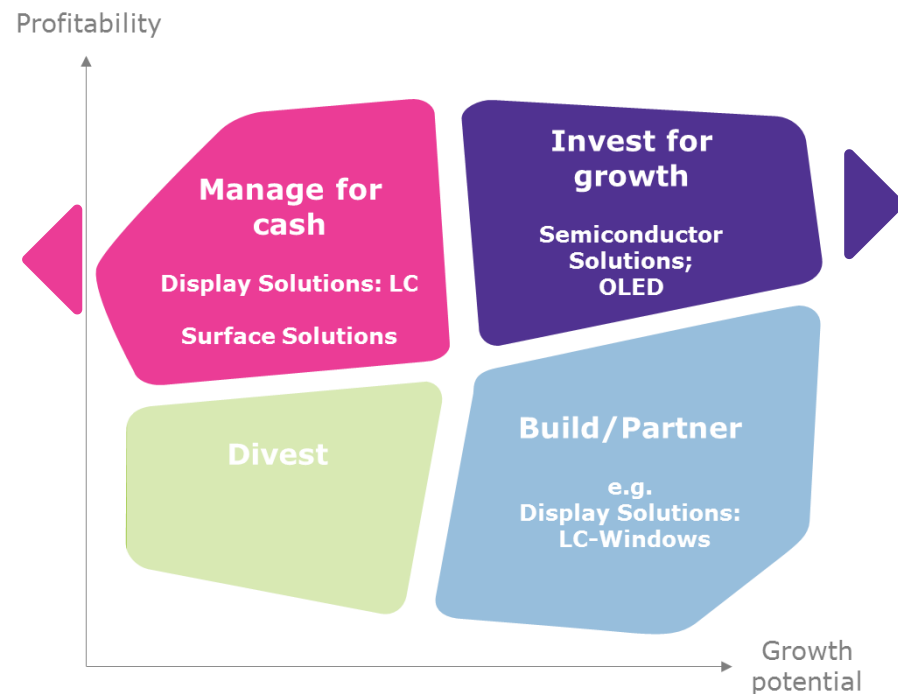 Profitability
Manage for
cash
Display Solutions: LC
Surface Solutions
Invest for
growth
Semiconductor
Solutions;
OLED
Divest
Build/Partner
e.g.
Display Solutions:
LC-Windows
Growth
potential